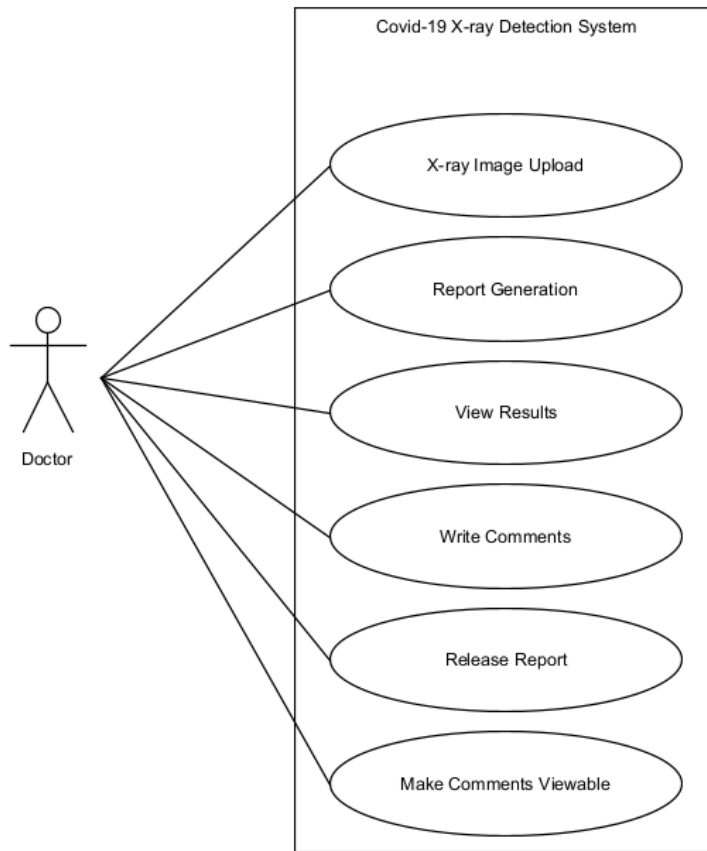 Covid-19 X-ray Detection System
X-ray Image Upload
Report Generation
View Results
Doctor
Write Comments
Release Report
Make Comments Viewable